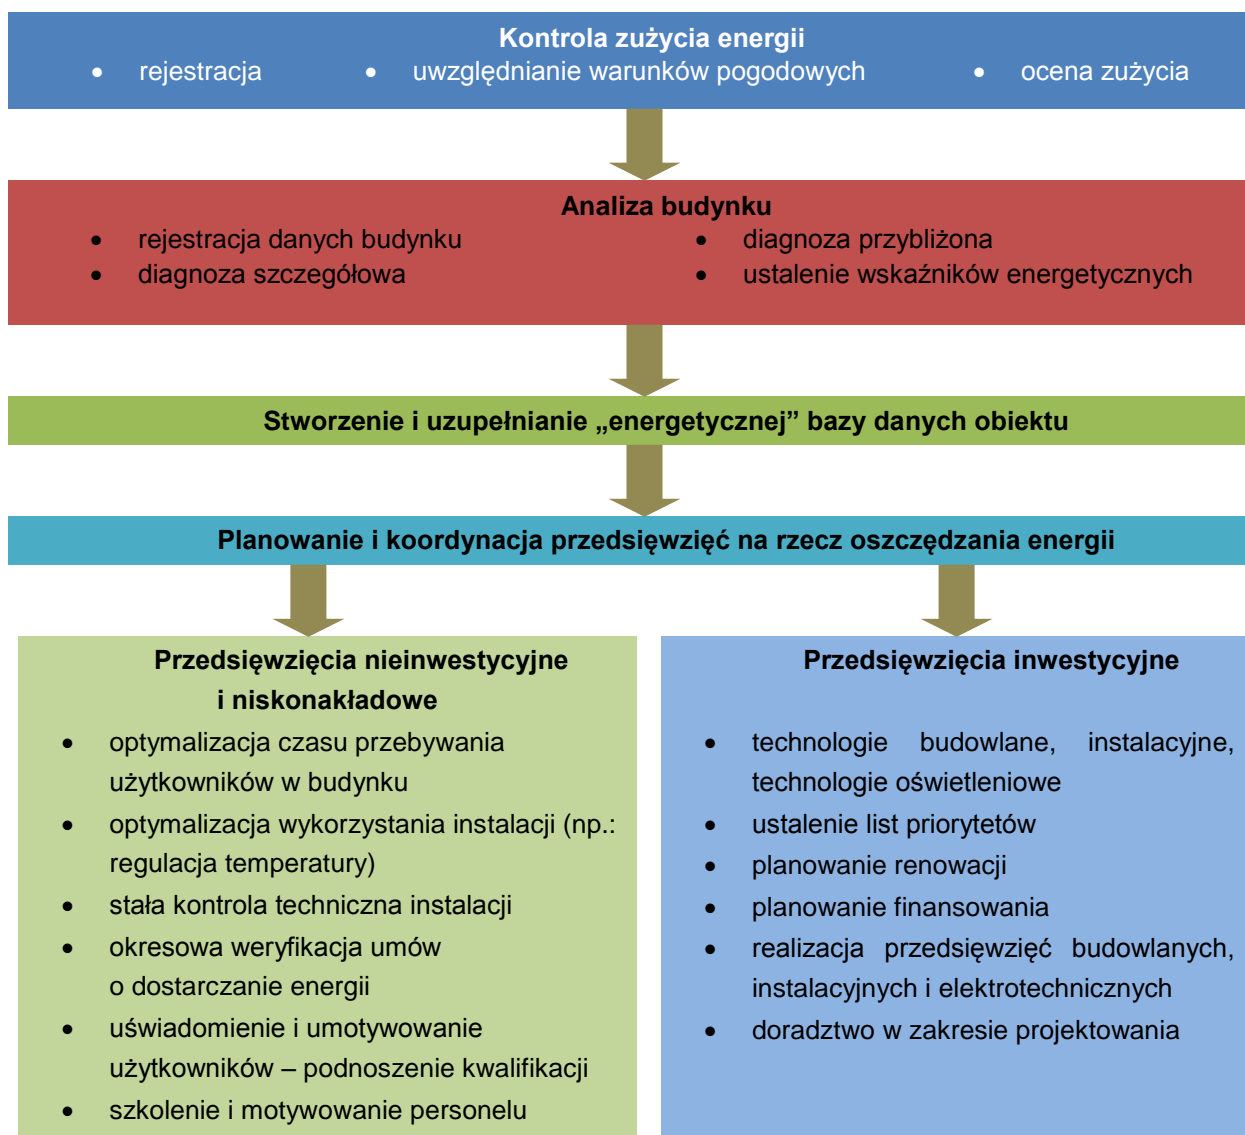 Kontrola zużycia energii
• rejestracja • uwzględnianie warunków pogodowych • ocena zużycia
Analiza budynku
• rejestracja danych budynku • diagnoza przybliżona
• diagnoza szczegółowa • ustalenie wskaźników energetycznych
Stworzenie i uzupełnianie „energetycznej” bazy danych obiektu
Planowanie i koordynacja przedsięwzięć na rzecz oszczędzania energii
Przedsięwzięcia nieinwestycyjne
i niskonakładowe
• optymalizacja czasu przebywania
użytkowników w budynku
• optymalizacja wykorzystania instalacji (np.:
regulacja temperatury)
• stała kontrola techniczna instalacji
• okresowa weryfikacja umów
o dostarczanie energii
• uświadomienie i umotywowanie
użytkowników – podnoszenie kwalifikacji
• szkolenie i motywowanie personelu
Przedsięwzięcia inwestycyjne
• technologie budowlane, instalacyjne,
technologie oświetleniowe
• ustalenie list priorytetów
• planowanie renowacji
• planowanie finansowania
• realizacja przedsięwzięć budowlanych,
instalacyjnych i elektrotechnicznych
• doradztwo w zakresie projektowania